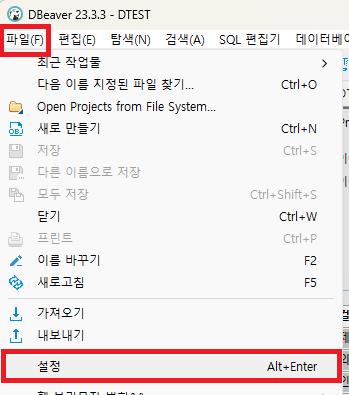 DBeaver 23.3.3 - DTEST
파일(F) 편집(E) 탐색(N) 검색(A) SQL 편집기 데이터베이
최근 작업물
다음 이름 지정된 파일 찾기... Ctrl+O
Open Projects from File System...
새로 만들기 Ctrl+N
저장 Ctrl+S
다른 이름으로 저장
모두 저장 Ctrl+Shift+S
닫기 Ctrl+W
프린트 Ctrl+P
이름 바꾸기 F2
새로고침 F5
가져오기
내보내기
설정 Alt+Enter